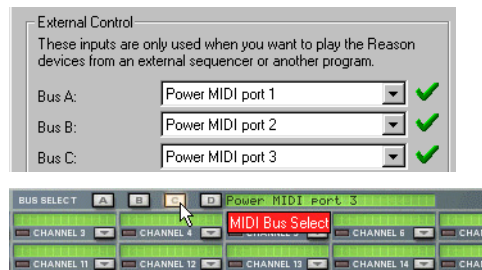 External Control
These inputs are only used when you want to play the Reason
devices from an external sequencer or another program.
Bus A: Power MIDI port 1
Bus B: Power MIDI port 2
Bus C: Power MIDI port 3
BUS SELECT A B C D Power MIDI port 3
MIDI Bus Select
CHANNEL 3 CHANNEL 4 CHANNEL 6 CHA
CHANNEL 11 CHANNEL 12 CHANNEL 13 CHANNEL 14 CHAN